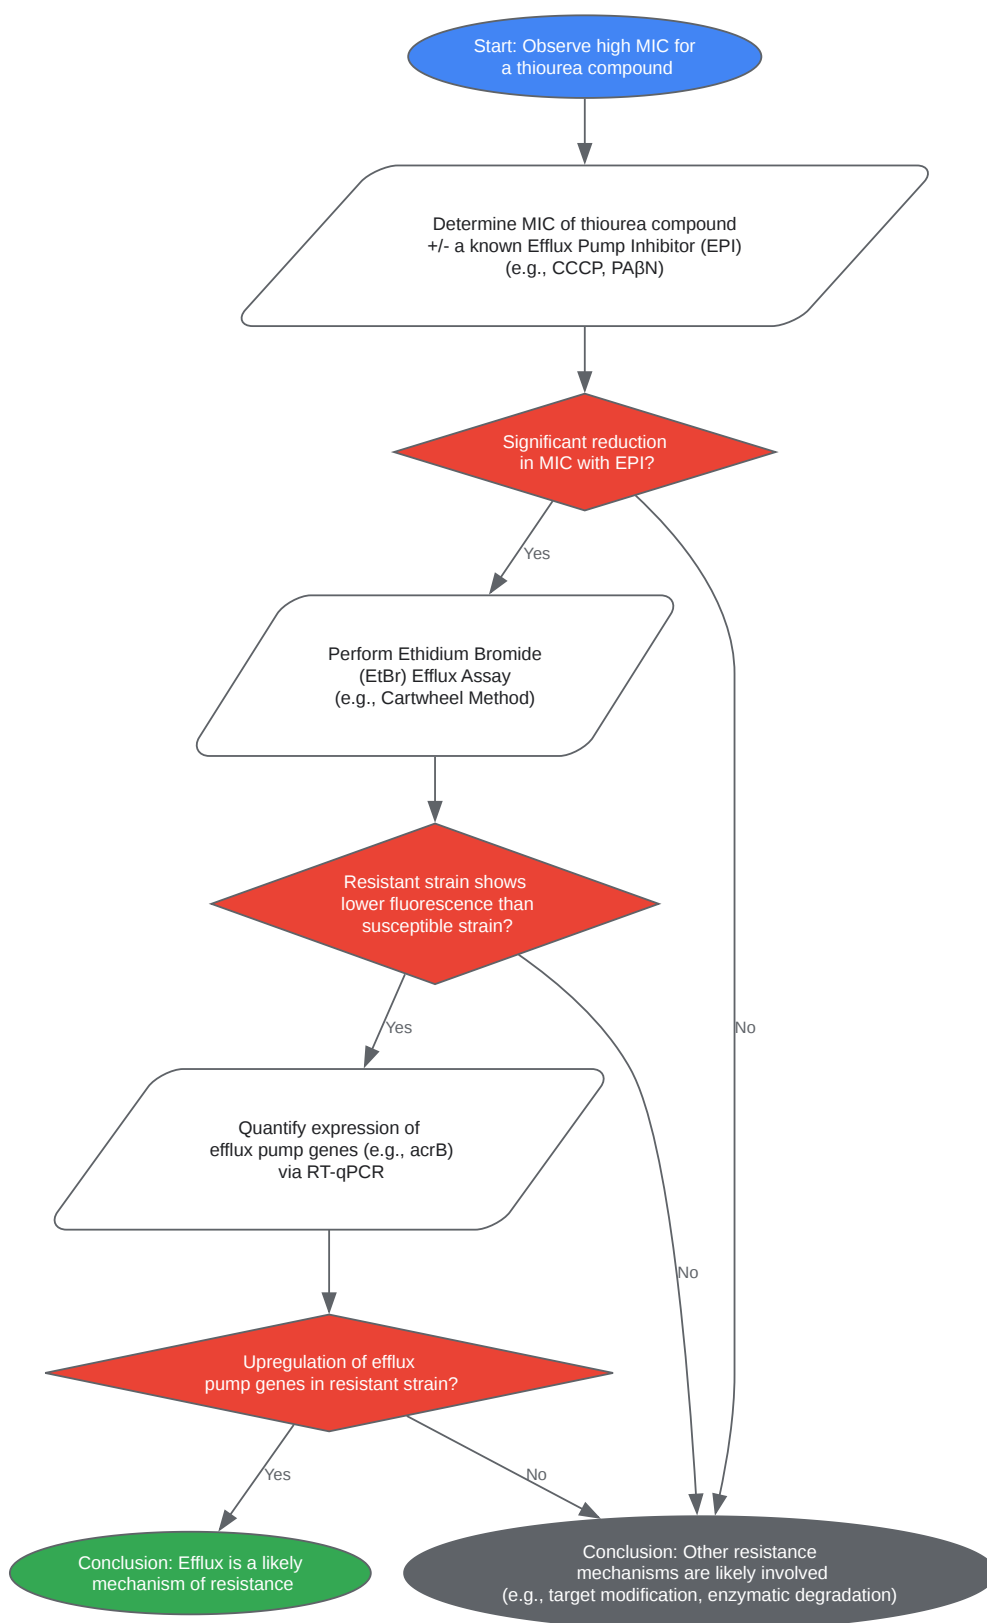 Start: Observe high MIC for
a thiourea compound
Determine MIC of thiourea compound
+/- a known Efflux Pump Inhibitor (EPI)
(e.g., CCCP, PAβN)
Significant reduction
in MIC with EPI?
Yes
Perform Ethidium Bromide
(EtBr) Efflux Assay
(e.g., Cartwheel Method)
Resistant strain shows
lower fluorescence than
susceptible strain?
Yes
No
Quantify expression of
efflux pump genes (e.g., acrB)
via RT-qPCR
No
Upregulation of efflux
pump genes in resistant strain?
Yes
No
Conclusion: Efflux is a likely
mechanism of resistance
Conclusion: Other resistance
mechanisms are likely involved
(e.g., target modification, enzymatic degradation)